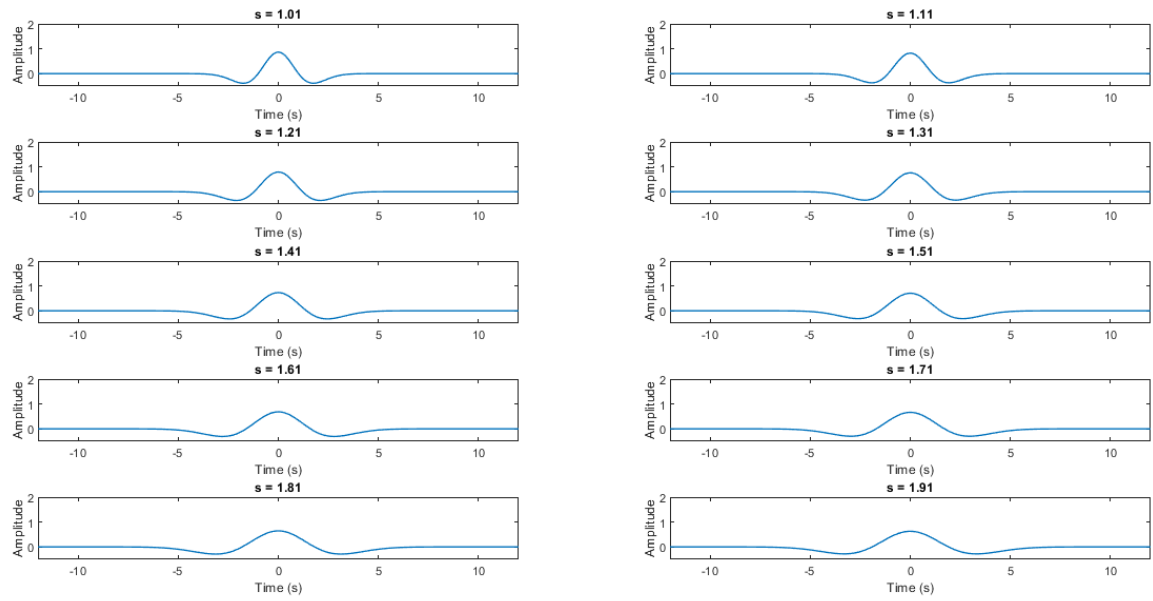 s = 1.01
2
1
0
Amplitude
-10 -5 0 5 10
Time (s)
s = 1.11
2
1
0
Amplitude
-10 -5 0 5 10
Time (s)
s = 1.21
2
1
0
Amplitude
-10 -5 0 5 10
Time (s)
s = 1.31
2
1
0
Amplitude
-10 -5 0 5 10
Time (s)
s = 1.41
2
1
0
Amplitude
-10 -5 0 5 10
Time (s)
s = 1.51
2
1
0
Amplitude
-10 -5 0 5 10
Time (s)
s = 1.61
2
1
0
Amplitude
-10 -5 0 5 10
Time (s)
s = 1.71
2
1
0
Amplitude
-10 -5 0 5 10
Time (s)
s = 1.81
2
1
0
Amplitude
-10 -5 0 5 10
Time (s)
s = 1.91
2
1
0
Amplitude
-10 -5 0 5 10
Time (s)